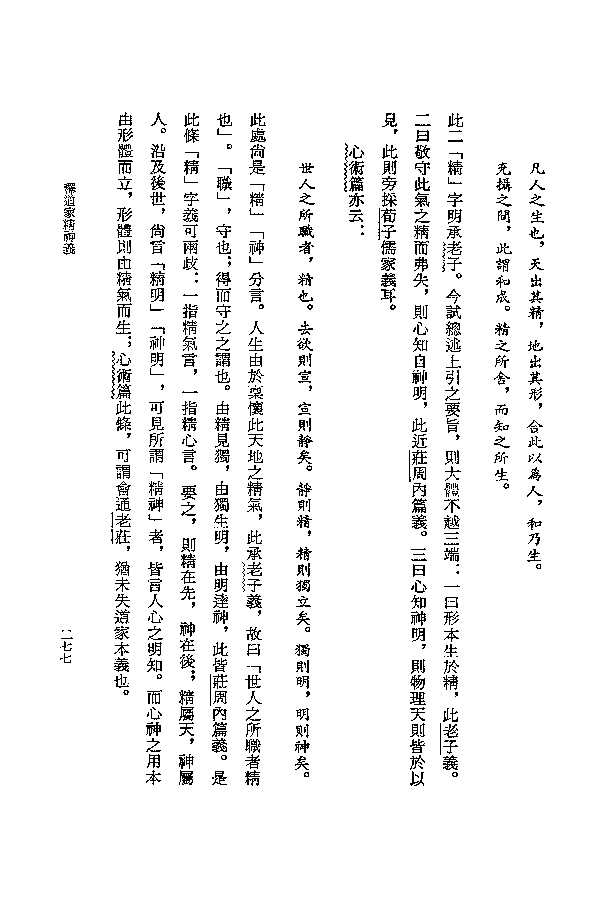 凡人之生也，天出其精，地出其形，合此以為人，和乃生。
充攝之間，此謂和成。精之所舍，而知之所生。
此二「精」字明承老子。今試總述上引之要旨，則大體不越三端：一曰形本生於精，此老子義。
二曰敬守此氣之精而弗失，則心知自神明，此近莊周內篇義。三曰心知神明，則物理天則皆於以
見，此則旁採荀子儒家義耳。
心術篇亦云：
世人之所職者，精也。去欲則宣，宣則靜矣。靜則精，精則獨立矣。獨則明，明則神矣。
此處尚是「精」「神」分言。人生由於稟懷此天地之精氣，此承老子義，故曰「世人之所職者精
也」。「職」，守也；得而守之之謂也。由精見獨，由獨生明，由明達神，此皆莊周內篇義。是
此條「精」字義可兩歧：一指精氣言，一指精心言。要之，則精在先，神在後；精屬天，神屬
人。沿及後世，尚言「精明」「神明」，可見所謂「精神」者，皆言人心之明知。而心神之用本
由形體而立，形體則由精氣而生；心術篇此條，可謂會通老莊，猶未失道家本義也。
釋道家精神義
二七七